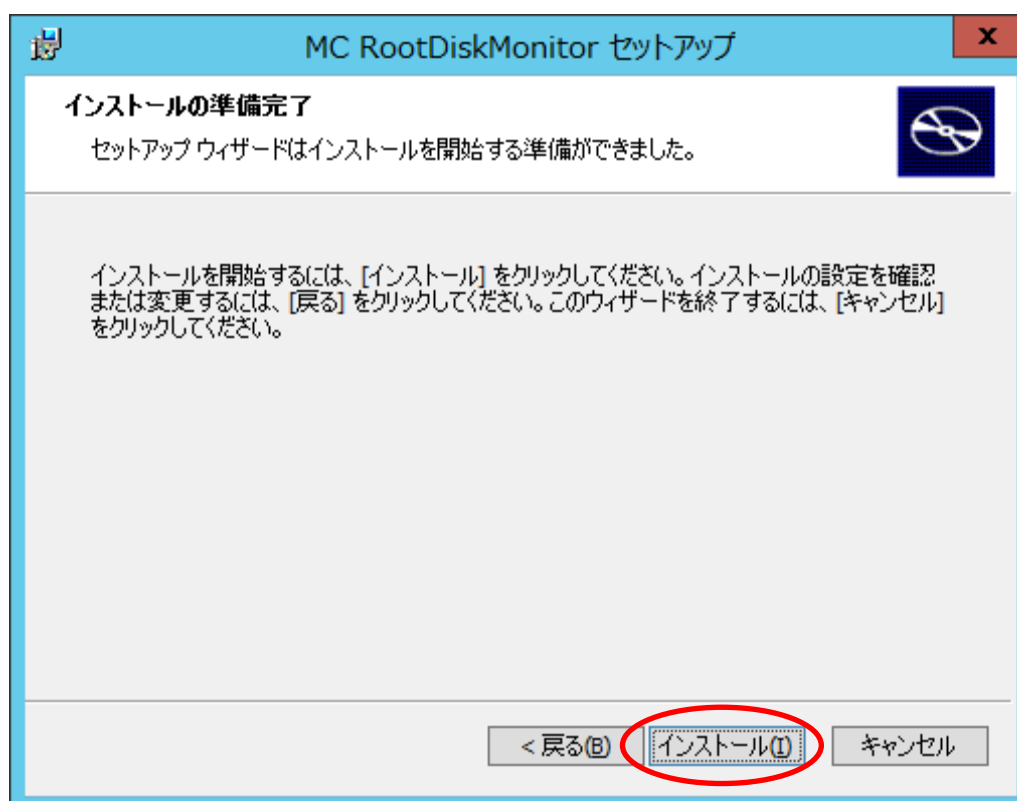 MC RootDiskMonitor セットアップ
x
インストールの準備完了
セットアップ ウィザードはインストールを開始する準備ができました。
インストールを開始するには、[インストール] をクリックしてください。インストールの設定を確認
または変更するには、[戻る] をクリックしてください。このウィザードを終了するには、[キャンセル]
をクリックしてください。
< 戻る(B) インストール(I) キャンセル